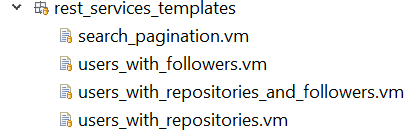 rest_services_templates
search_pagination.vm
users_with_followers.vm
users_with_repositories_and_followers.vm
users_with_repositories.vm